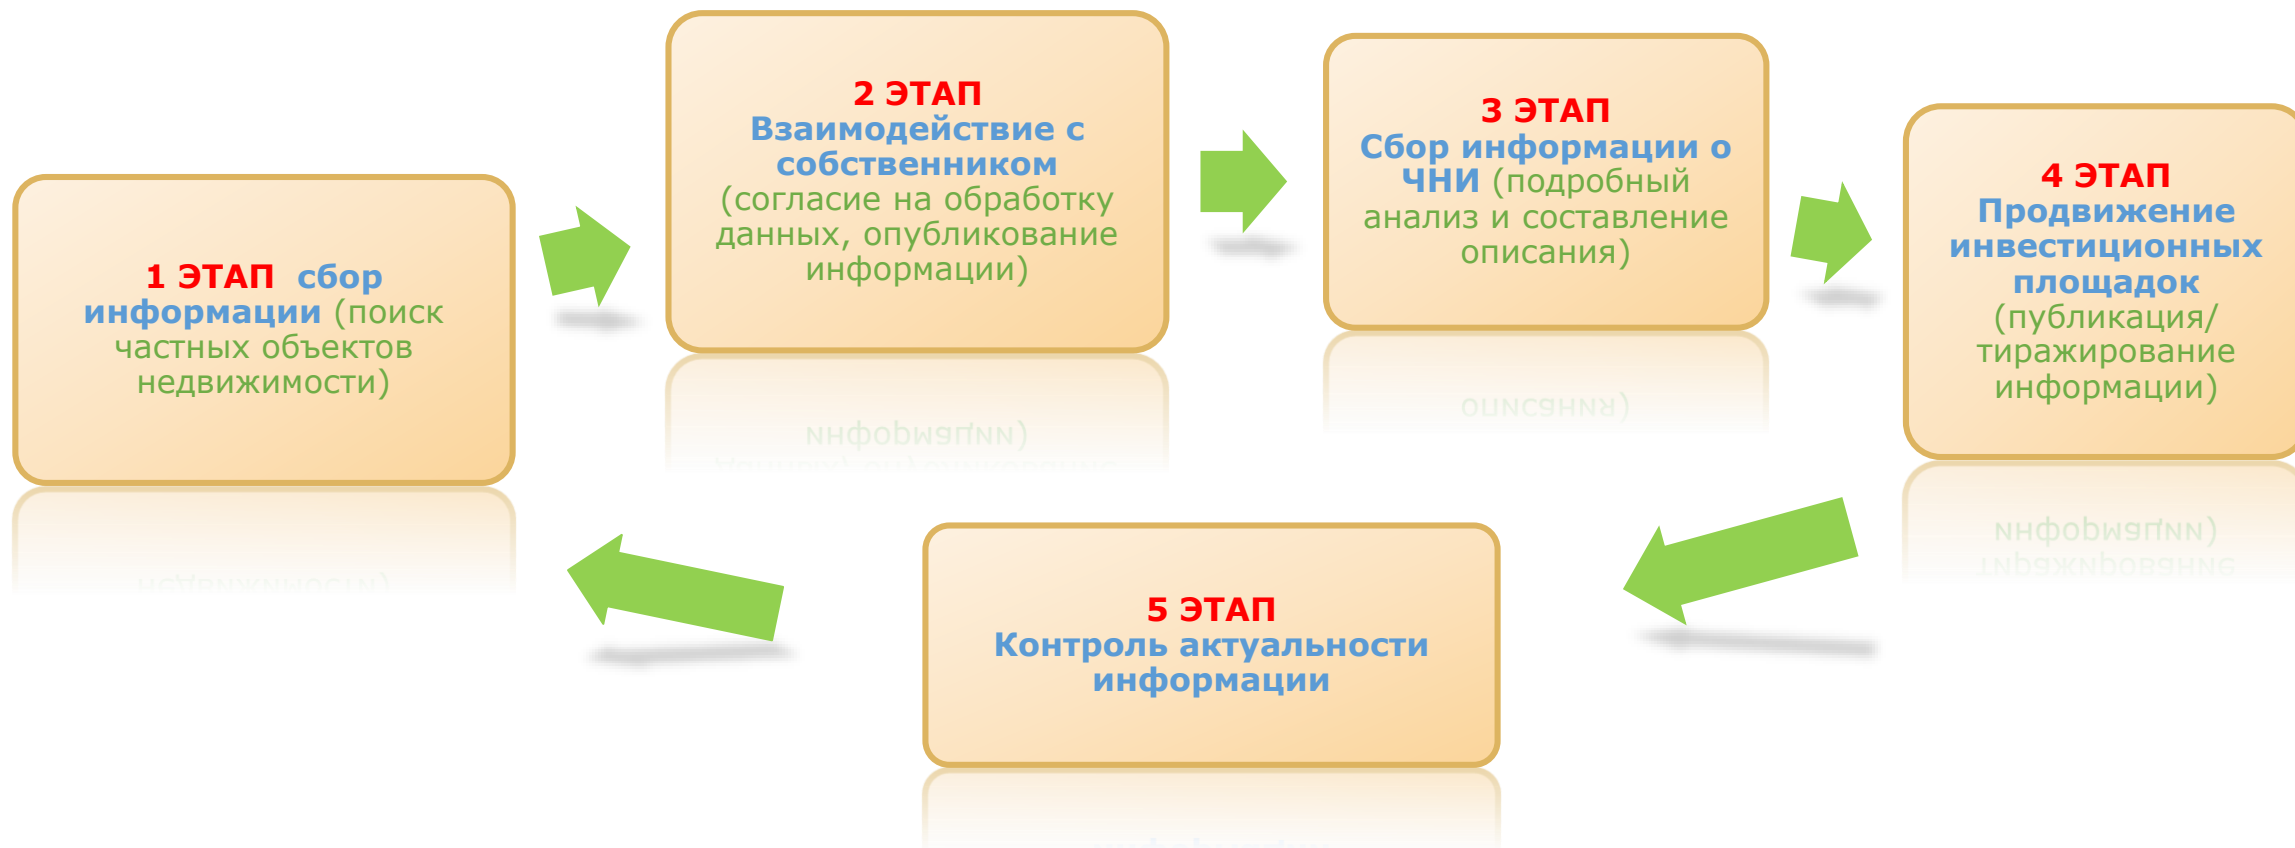 1 ЭТАП сбор
информации (поиск
частных объектов
недвижимости)
2 ЭТАП
Взаимодействие с
собственником
(согласие на обработку
данных, опубликование
информации)
3 ЭТАП
Сбор информации о
ЧНИ (подробный
анализ и составление
описания)
4 ЭТАП
Продвижение
инвестиционных
площадок
(публикация/
тиражирование
информации)
5 ЭТАП
Контроль актуальности
информации